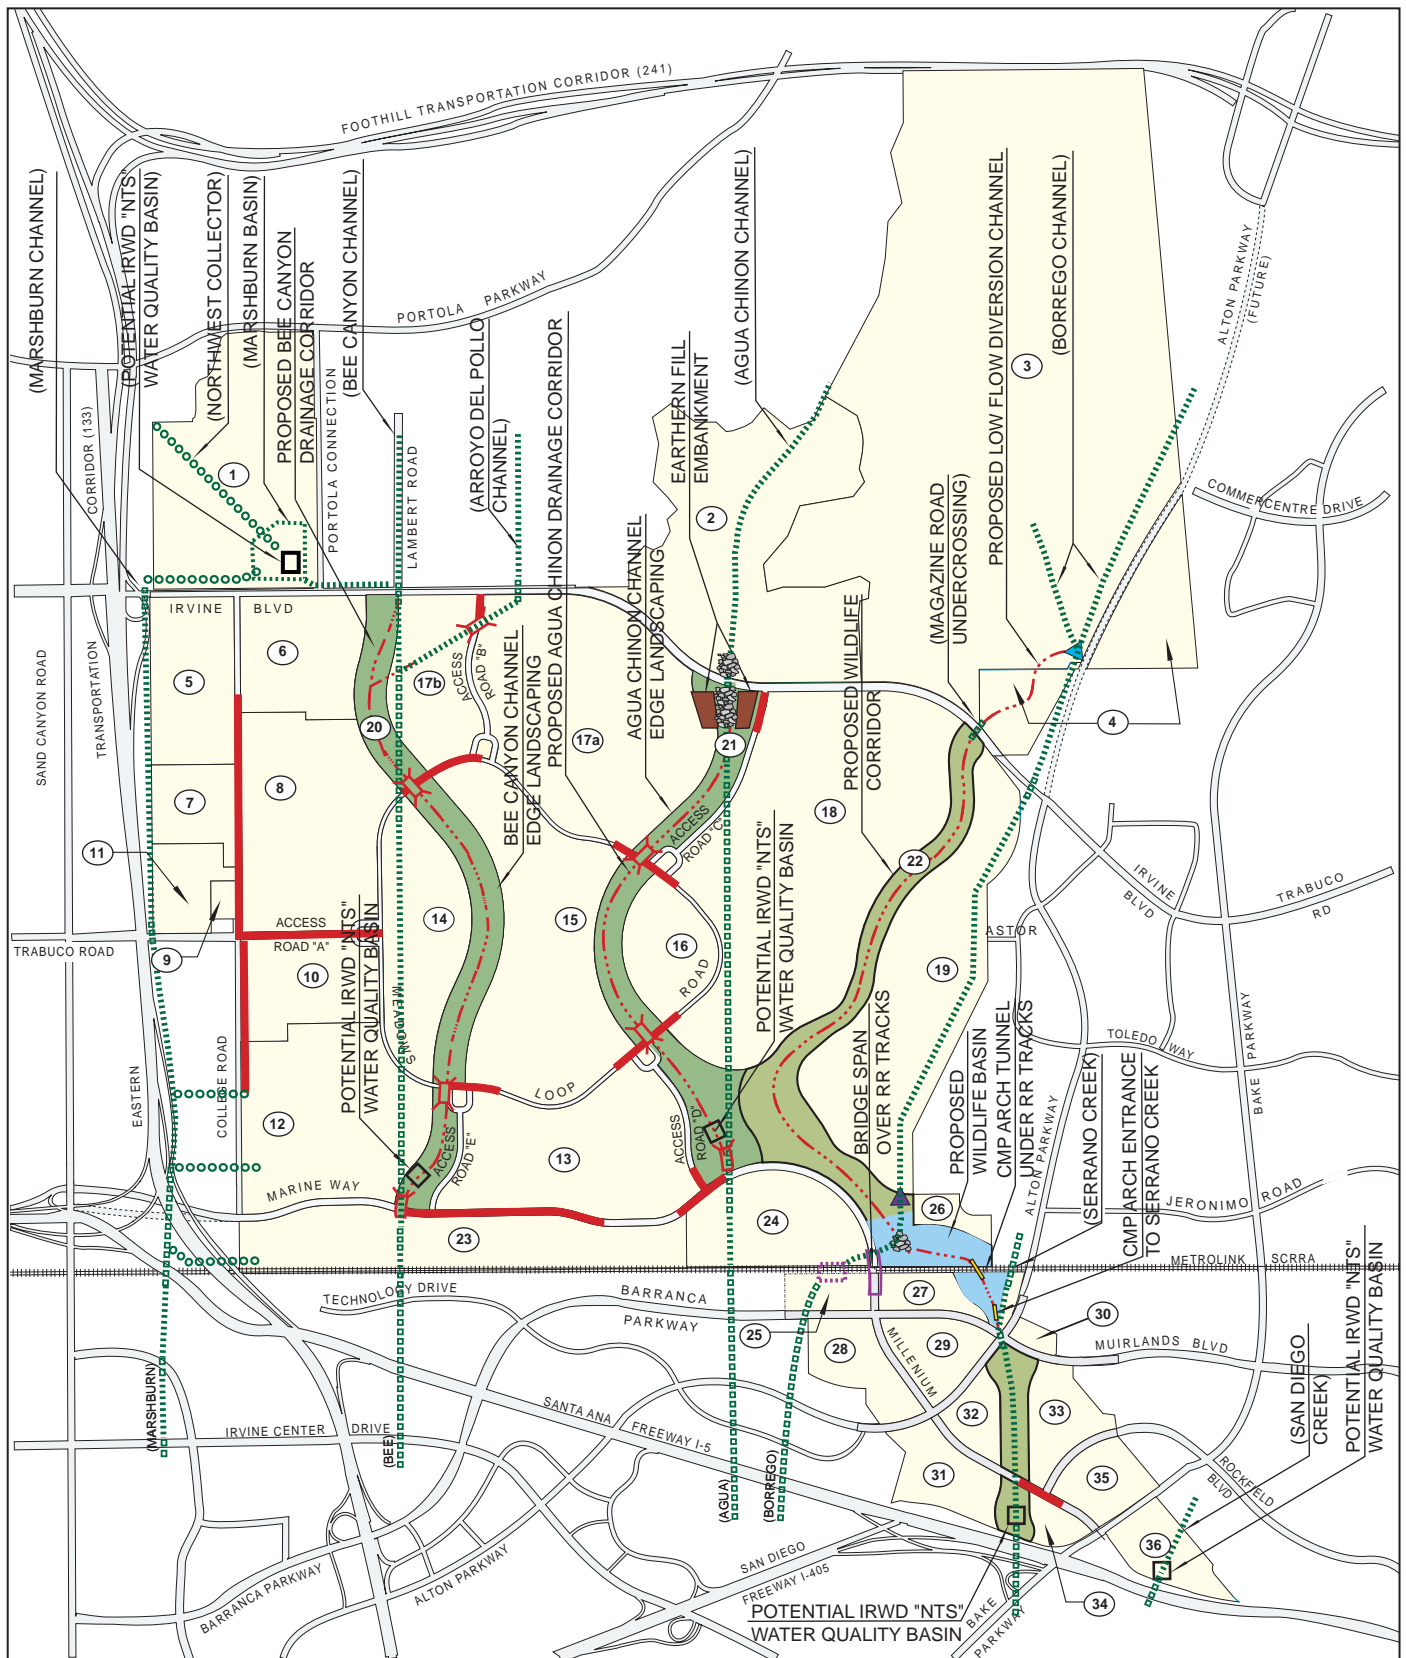 FOOTHILL TRANSPORTATION CORRIDOR (241)
(MARSHBURN CHANNEL)
(POTENTIAL IRWD "NTS"
WATER QUALITY BASIN)
(NORTHWEST COLLECTOR)
(MARSHBURN BASIN)
PROPOSED BEE CANYON
DRAINAGE CORRIDOR
(BEE CANYON CHANNEL)
PORTOLA PARKWAY
(ARROYO DEL POLLO
CHANNEL)
PROPOSED AGUA CHINON DRAINAGE CORRIDOR
EARTHERN FILL
EMBANKMENT
(AGUA CHINON CHANNEL)
PROPOSED LOW FLOW DIVERSION CHANNEL
(BORREGO CHANNEL)
ALTON PARKWAY
(FUTURE)
3
CORRIDOR (133)
1
PORTOLA CONNECTION
LAMBERT ROAD
2
COMMERCENTRE DRIVE
AGUA CHINON CHANNEL
EDGE LANDSCAPING
(MAGAZINE ROAD
UNDERCROSSING)
IRVINE BLVD
BEE CANYON CHANNEL
EDGE LANDSCAPING
PROPOSED WILDLIFE
CORRIDOR
SAND CANYON ROAD
TRANSPORTATION
6
5
17b
ACCESS
ROAD "B"
20
17a
21
4
8
7
18
ACCESS
ROAD "C"
POTENTIAL IRWD "NTS"
WATER QUALITY BASIN
11
22
IRVINE
BLVD
TRABUCO
RD
ACCESS
ROAD "A"
14
15
16
ASTOR
TRABUCO ROAD
9
10
POTENTIAL IRWD "NTS"
WATER QUALITY BASIN
ROAD
19
BRIDGE SPAN
OVER RR TRACKS
PROPOSED
WILDLIFE BASIN
CMP ARCH TUNNEL
UNDER RR TRACKS
(SERRANO CREEK)
CMP ARCH ENTRANCE
TO SERRANO CREEK
TOLEDO WAY
BAKE PARKWAY
EASTERN
COLLEGE ROAD
LOOP
12
13
ACCESS
ROAD "E"
ACCESS
ROAD "D"
ALTON PARKWAY
MARINE WAY
JERONIMO ROAD
26
24
23
METROLINK SCRRA
TECHNOLOGY DRIVE
BARRANCA
PARKWAY
27
25
28
29
30
MILLENIUM
MUIRLANDS BLVD
(SAN DIEGO
CREEK)
POTENTIAL IRWD "NTS"
WATER QUALITY BASIN
(MARSHBURN)
IRVINE CENTER DRIVE
(BEE)
SANTA ANA FREEWAY I-5
32
33
31
35
ROCKFIELD
BLVD
(AGUA)
(BORREGO)
36
SAN DIEGO
FREEWAY I-405
BARRANCA PARKWAY
ALTON PARKWAY
34
POTENTIAL IRWD "NTS"
WATER QUALITY BASIN
BAKE
PARKWAY